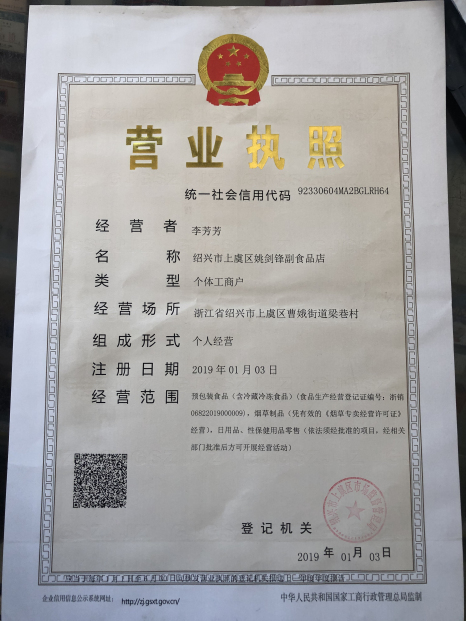 营业执照
统一社会信用代码 92330604MA2BGLRH64
经营者 李芳芳
名称 绍兴市上虞区姚剑锋副食品店
类型 个体工商户
经营场所 浙江省绍兴市上虞区曹娥街道梁巷村
组成形式 个人经营
注册日期 2019年01月03日
经营范围 预包装食品（含冷藏冷冻食品）（食品生产经营登记证编号：浙销
06822019000009），烟草制品（凭有效的《烟草专卖经营许可证》
经营），日用品、性保健用品零售（依法须经批准的项目，经相关
部门批准后方可开展经营活动）
登记机关
2019 年 01月 03日
企业信用信息公示系统网址： http://zj.gsxt.gov.cn/
中华人民共和国国家工商行政管理总局监制